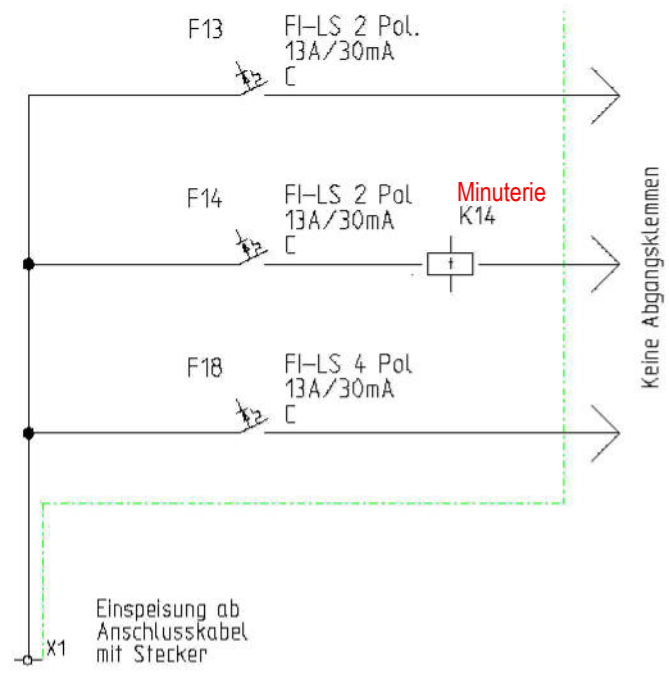 F13
FI-LS 2 Pol.
13A/30mA
C
F14
FI-LS 2 Pol
13A/30mA
C
Minuterie
K14
t
F18
FI-LS 4 Pol
13A/30mA
C
Keine Abgangsklemmen
Einspeisung ab
Anschlusskabel
mit Stecker
X1